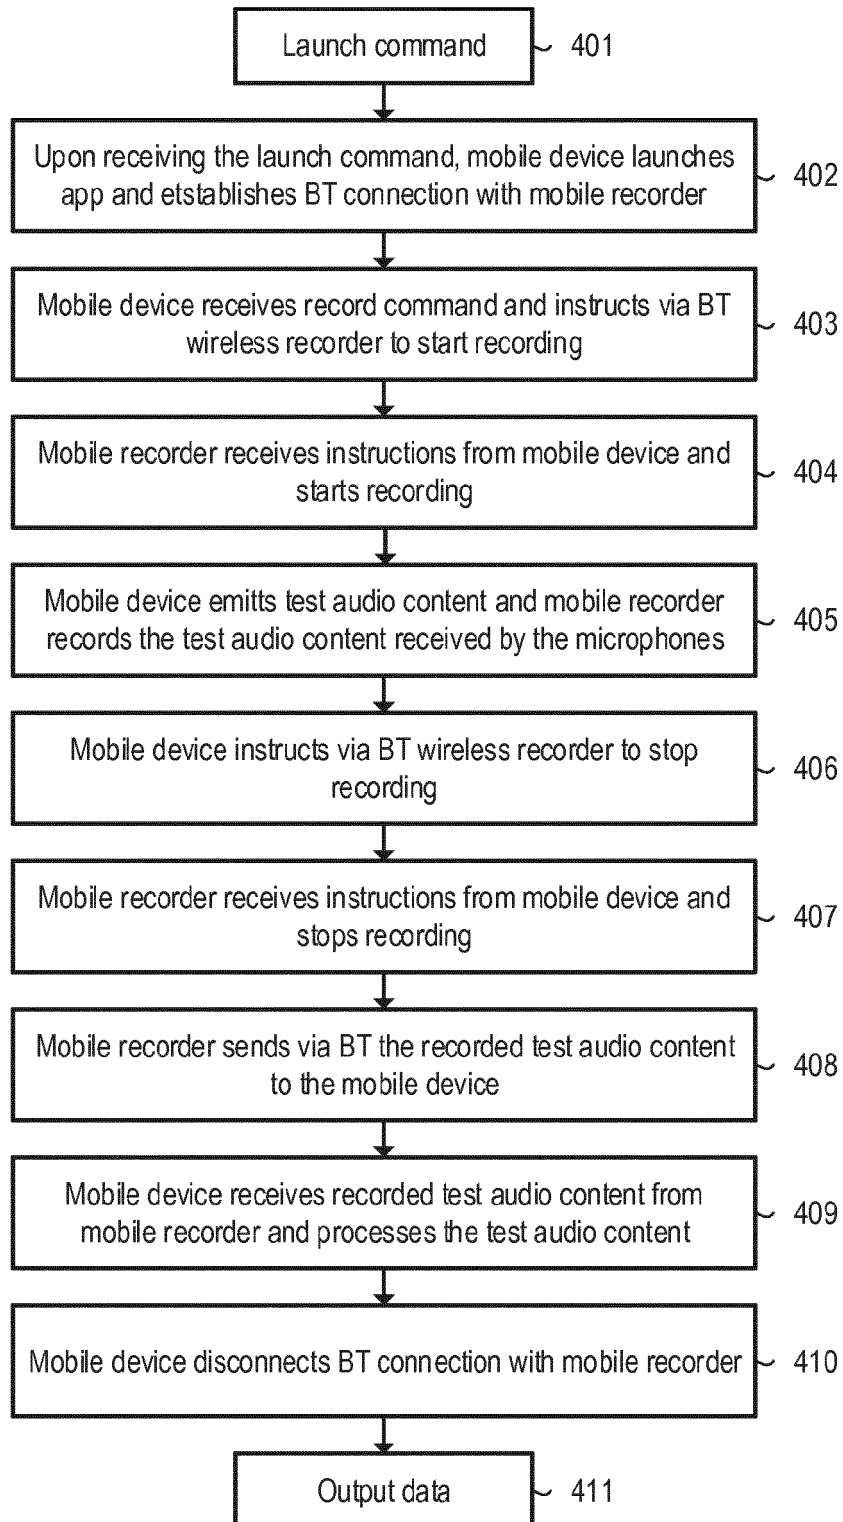 Launch command
401
Upon receiving the launch command, mobile device launches
app and etstablishes BT connection with mobile recorder
402
Mobile device receives record command and instructs via BT
wireless recorder to start recording
403
Mobile recorder receives instructions from mobile device and
starts recording
404
Mobile device emitts test audio content and mobile recorder
records the test audio content received by the microphones
405
Mobile device instructs via BT wireless recorder to stop
recording
406
Mobile recorder receives instructions from mobile device and
stops recording
407
Mobile recorder sends via BT the recorded test audio content
to the mobile device
408
Mobile device receives recorded test audio content from
mobile recorder and processes the test audio content
409
Mobile device disconnects BT connection with mobile recorder
410
Output data
411